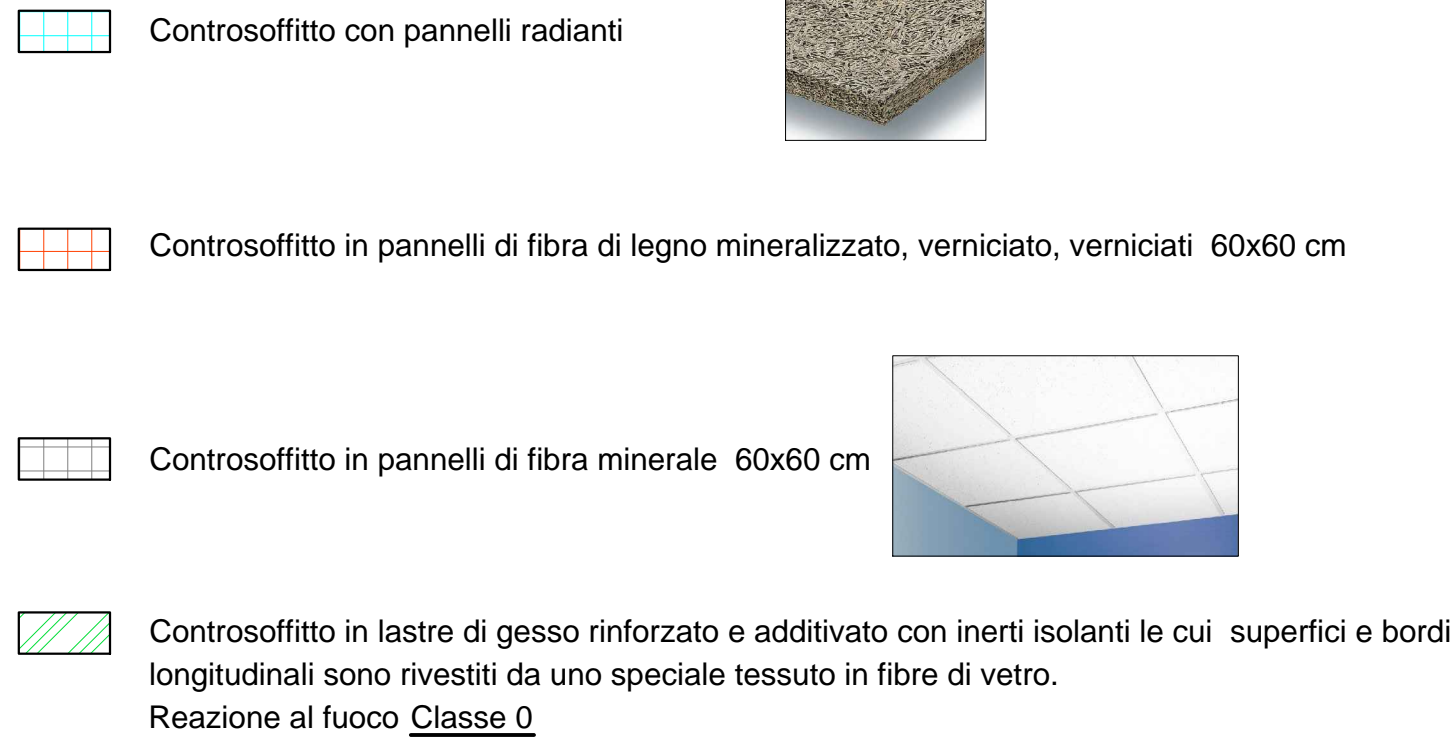 Controsoffitto con pannelli radianti
Controsoffitto in pannelli di fibra di legno mineralizzato, verniciato, verniciati 60x60 cm
Controsoffitto in pannelli di fibra minerale 60x60 cm
Controsoffitto in lastre di gesso rinforzato e additivato con inerti isolanti le cui superfici e bordi
longitudinali sono rivestiti da uno speciale tessuto in fibre di vetro.
Reazione al fuoco Classe 0